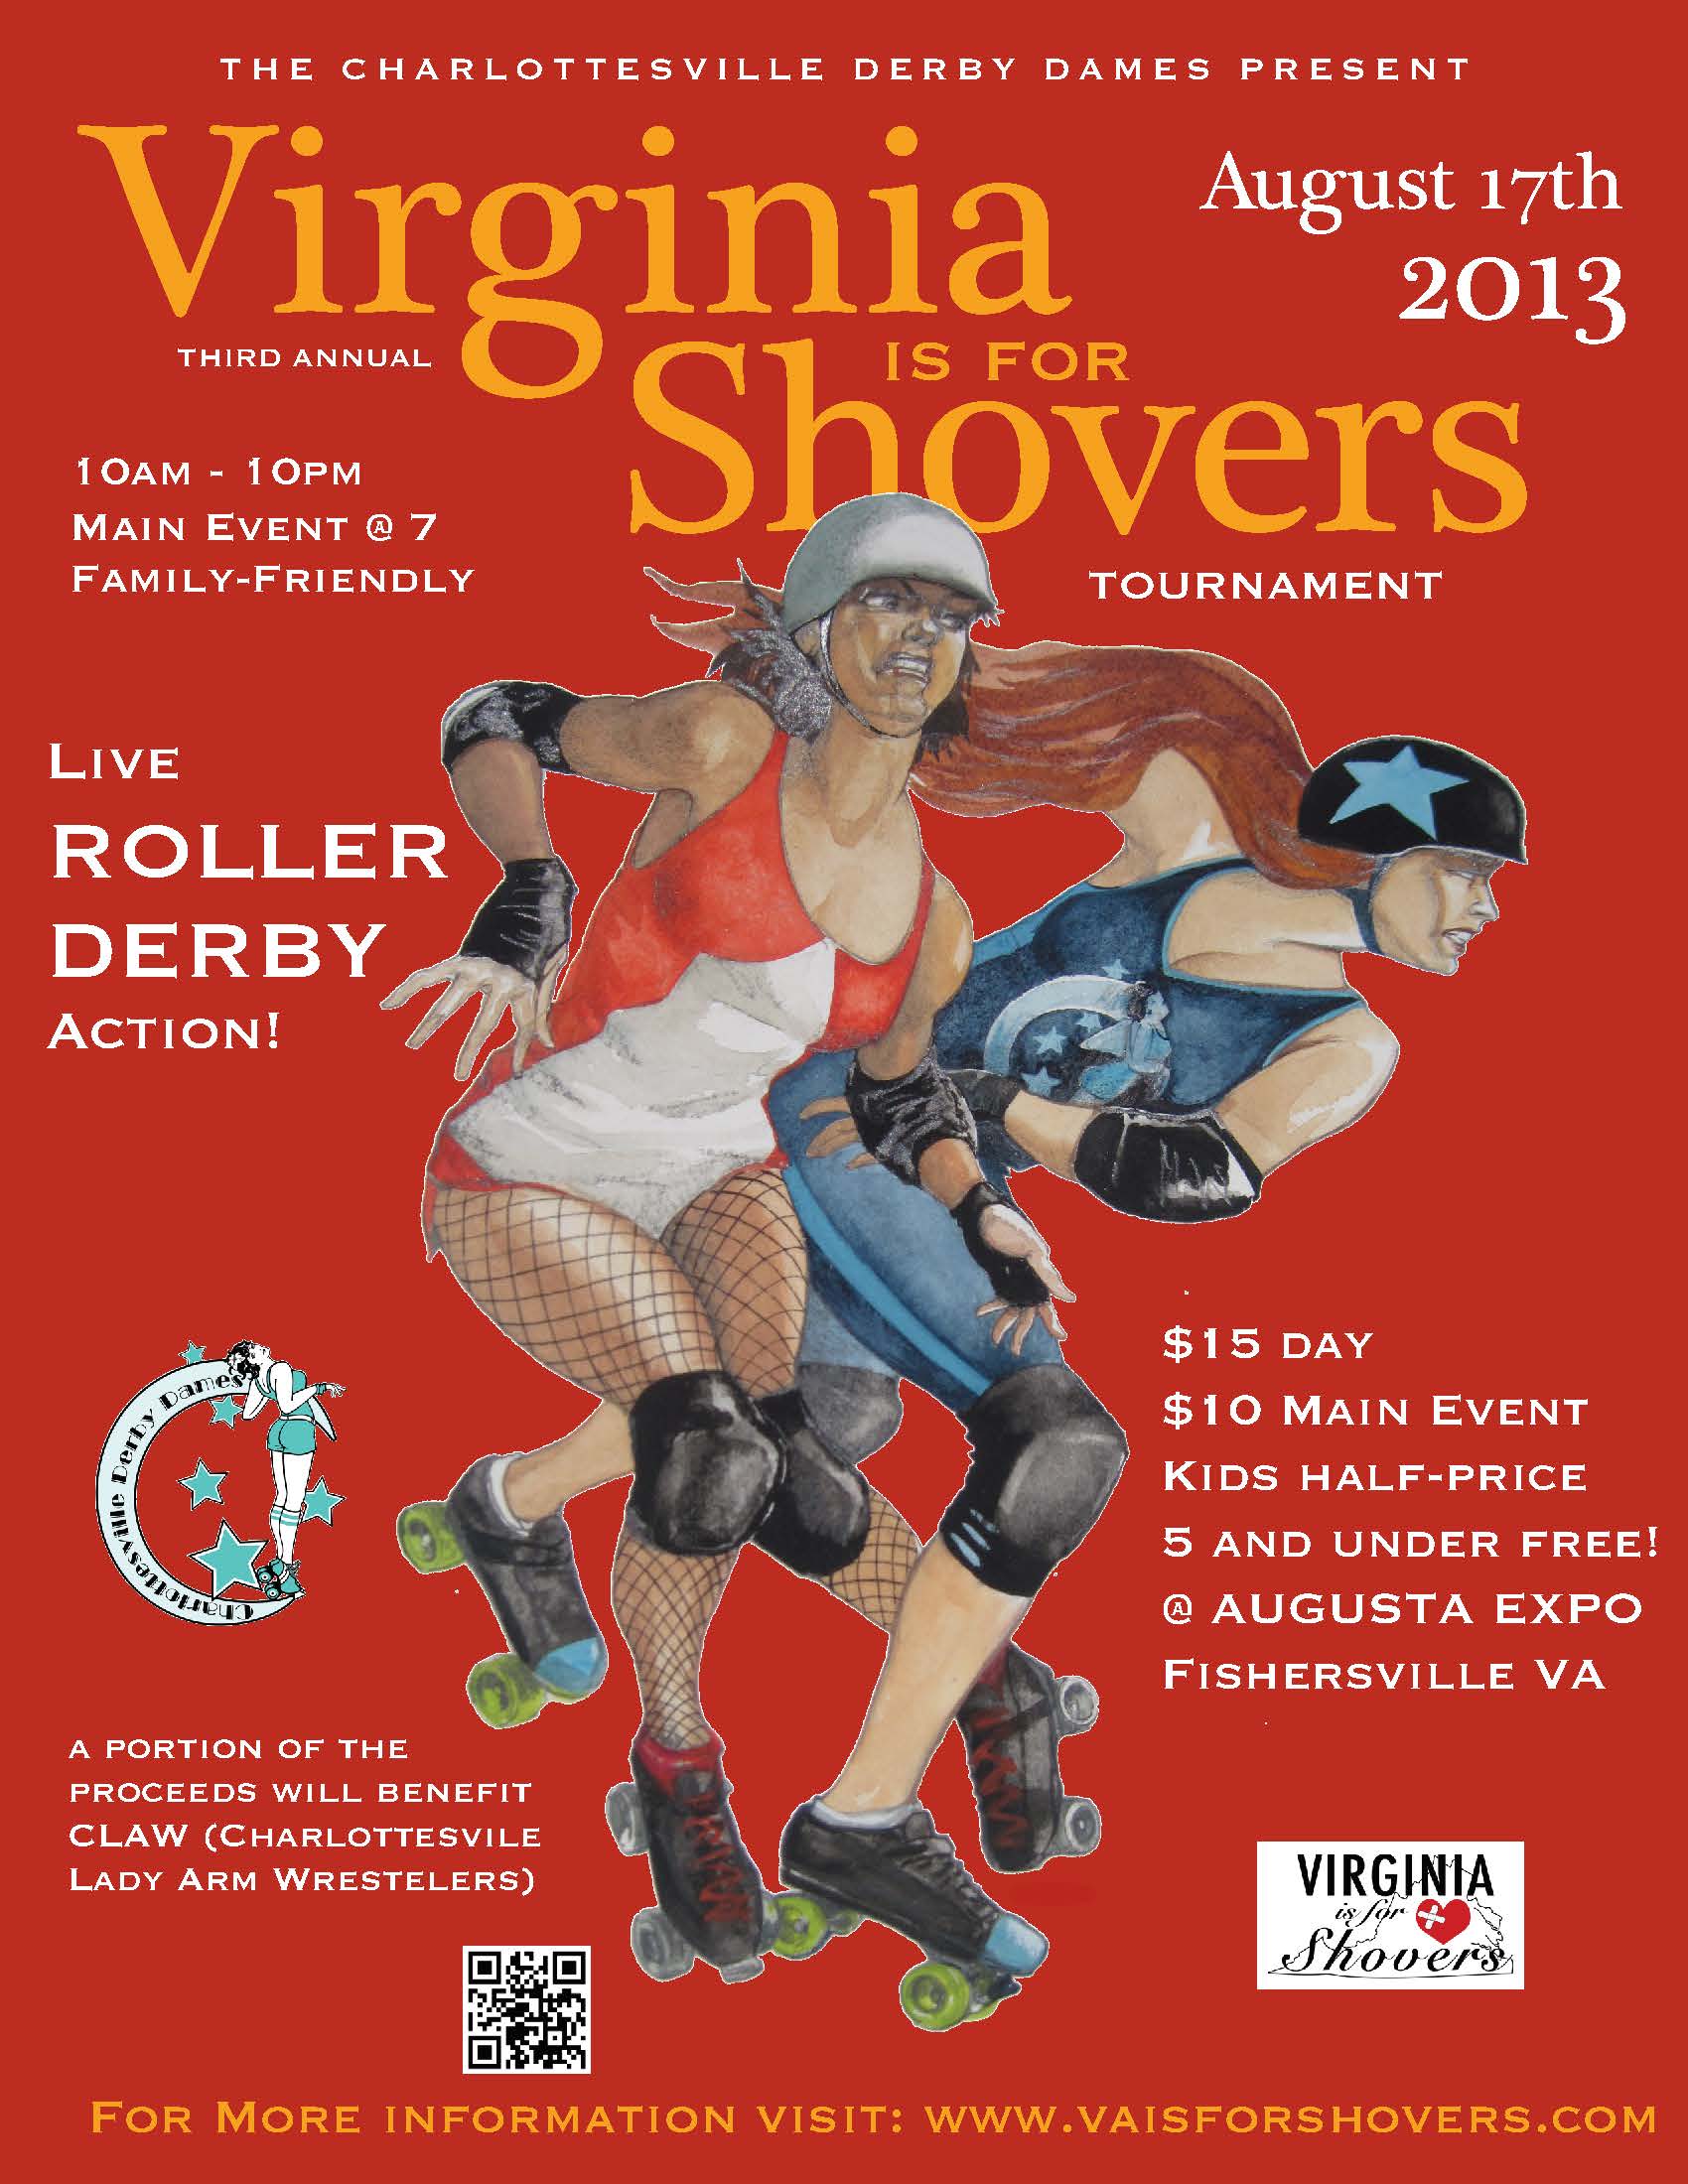 THE CHARLOTTESVILLE DERBY DAMES PRESENT
Virginia
August 17th
2013
THIRD ANNUAL
IS FOR
Shovers
TOURNAMENT
10AM - 10PM
MAIN EVENT @ 7
FAMILY-FRIENDLY
LIVE
ROLLER
DERBY
ACTION!
Charlottesville Derby Dames
$15 DAY
$10 MAIN EVENT
KIDS HALF-PRICE
5 AND UNDER FREE!
@ AUGUSTA EXPO
FISHERSVILLE VA
A PORTION OF THE
PROCEEDS WILL BENEFIT
CLAW (CHARLOTTESVILE
LADY ARM WRESTELERS)
VIRGINIA
is for
Shovers
FOR MORE INFORMATION VISIT: WWW.VAISFORSHOVERS.COM